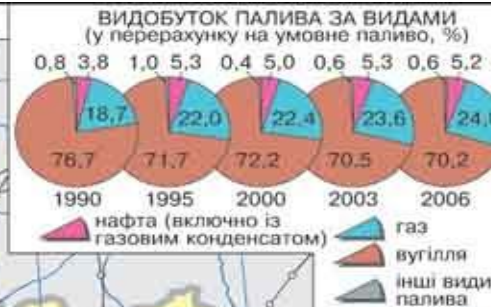 ВИДОБУТОК ПАЛИВА ЗА ВИДАМИ
(у перерахунку на умовне паливо, %)
0,8 3,8 1,0 5,3 0,4 5,0 0,6 5,3 0,6 5,2
18,7 22,0 22,4 23,6
76,7 71,7 72,2 70,5 70,2
1990 1995 2000 2003 2006
нафта (включно із
газовим конденсатом)
газ
вугілля
інші види
палива